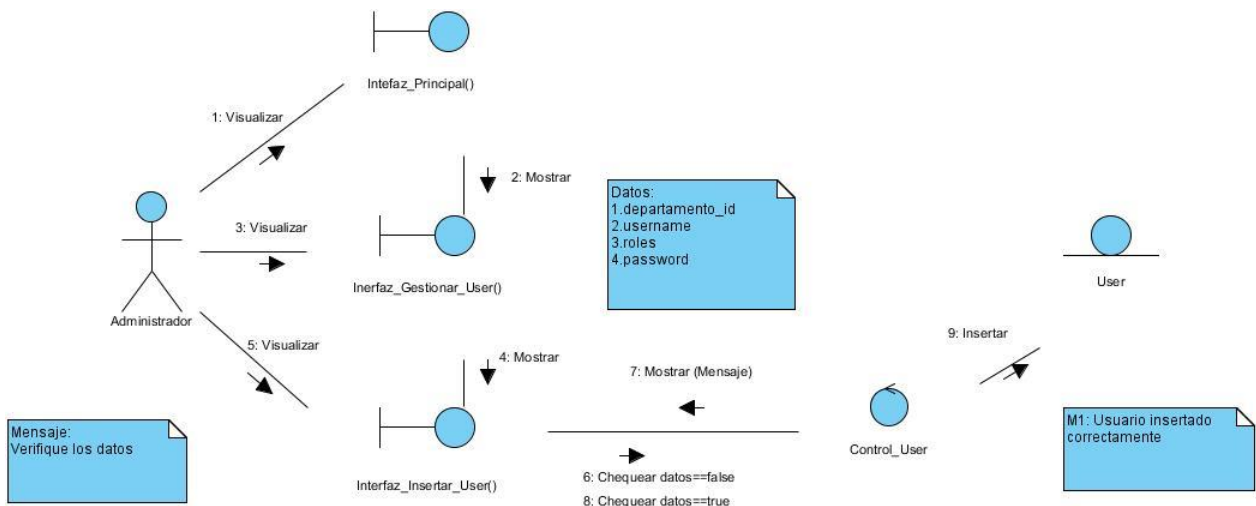 Intefaz_Principal()
1: Visualizar
2: Mostrar
Datos:
1.departamento_id
2.username
3.roles
4.password
3: Visualizar
Inerfaz_Gestionar_User()
User
Administrador
5: Visualizar
4: Mostrar
7: Mostrar (Mensaje)
9: Insertar
Mensaje:
Verifique los datos
Interfaz_Insertar_User()
6: Chequear datos==false
8: Chequear datos==true
Control_User
M1: Usuario insertado
correctamente